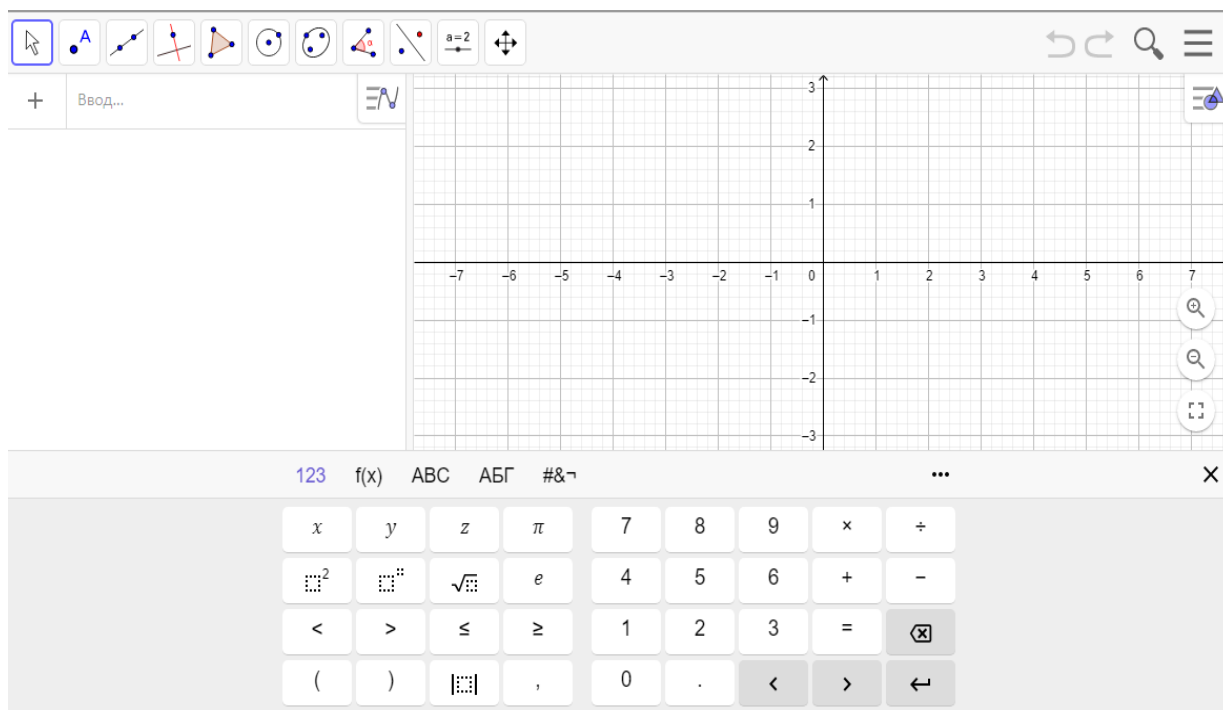 A
α
a=2
Ввод...
3
2
1
−7 −6 −5 −4 −3 −2 −1 0 1 2 3 4 5 6 7
−1
−2
−3
123 f(x) ABC АБГ #&¬ ...
x y z π 7 8 9 × ÷
2 √ e 4 5 6 + −
< > ≤ ≥ 1 2 3 =
( ) | | , 0 . < >